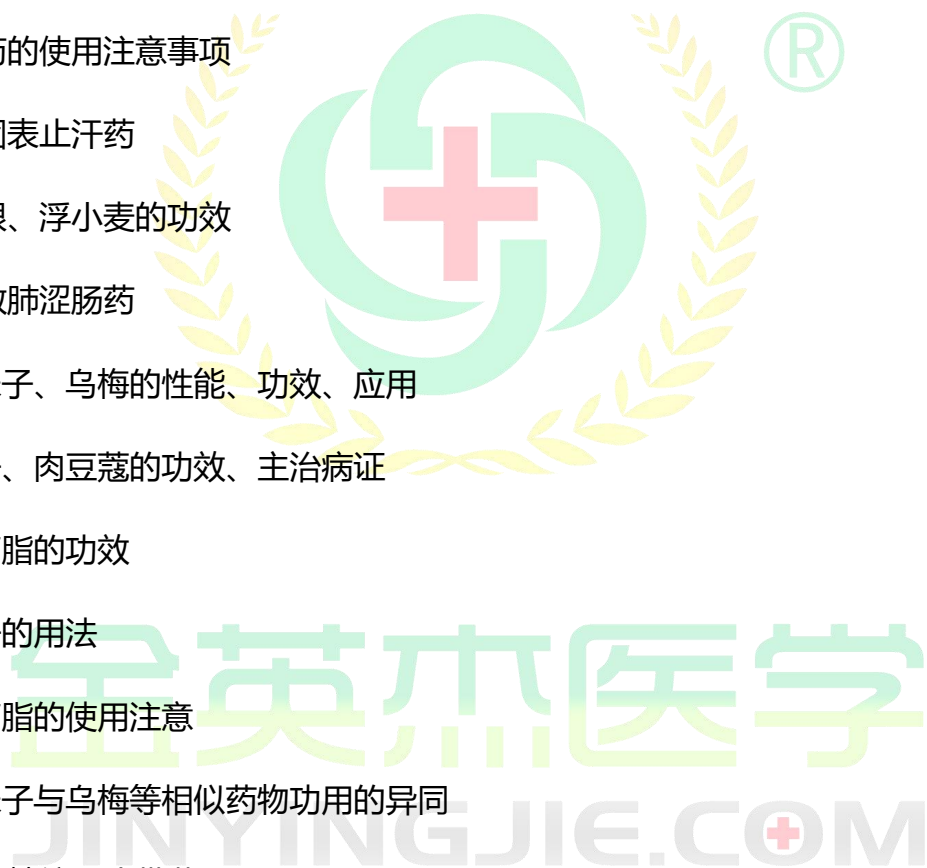 的使用注意事项
表止汗药
、浮小麦的功效
肺涩肠药
子、乌梅的性能、功效、应用
、肉豆蔻的功效、主治病证
脂的功效
的用法
脂的使用注意
子与乌梅等相似药物功用的异同
®
金英杰医学
JINYINGJIE.COM